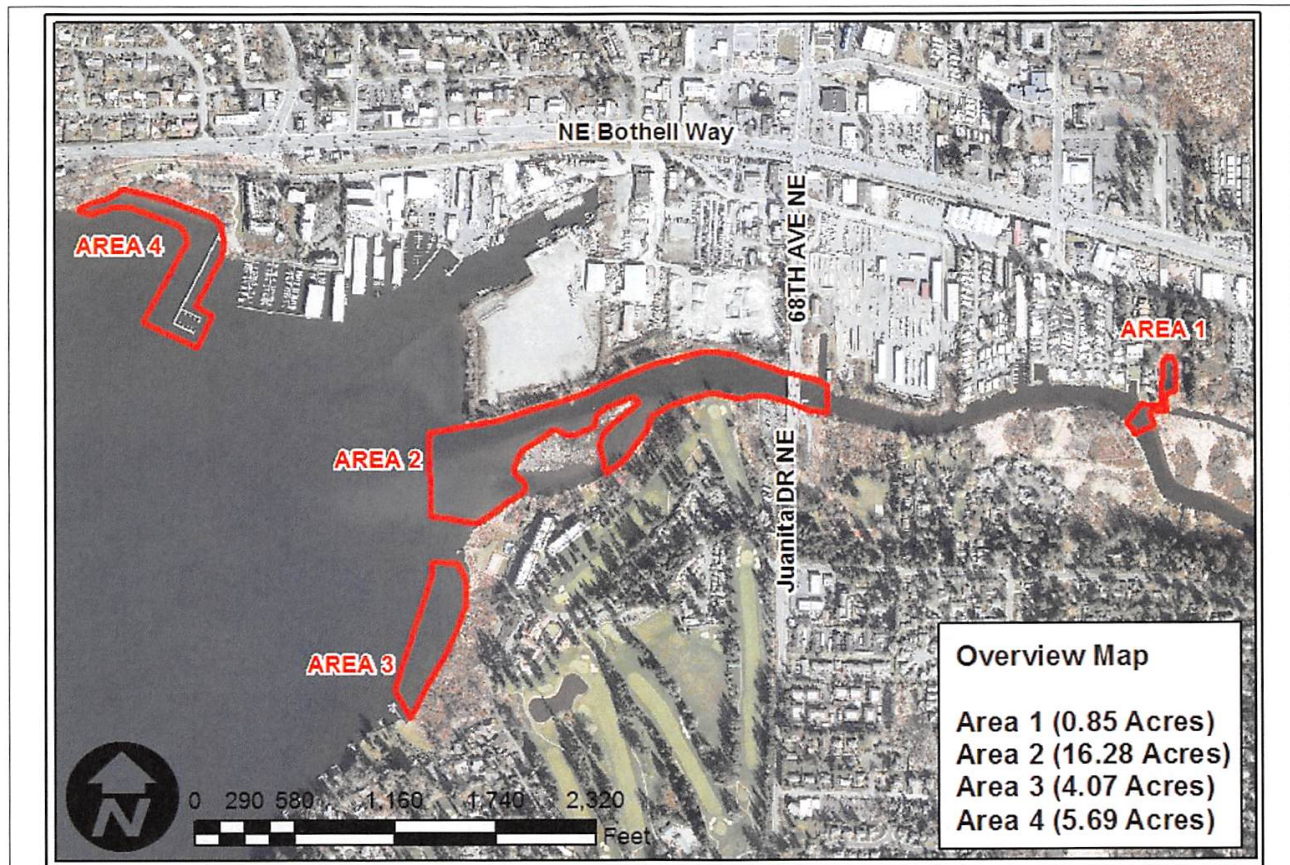 NE Bothell Way
68TH AVE NE
AREA 4
AREA 1
AREA 2
Juanita DR NE
AREA 3
Overview Map
Area 1 (0.85 Acres)
Area 2 (16.28 Acres)
Area 3 (4.07 Acres)
Area 4 (5.69 Acres)
N
0 290 580 1,160 1,740 2,320
Feet